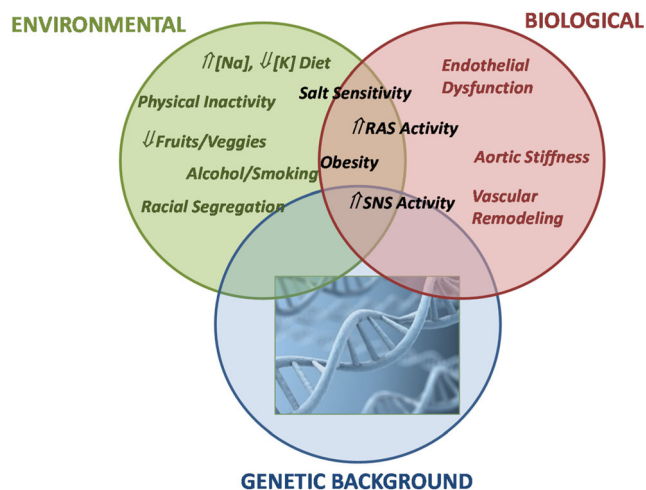 ENVIRONMENTAL
BIOLOGICAL
⇑[Na], ⇓[K] Diet
Endothelial
Dysfunction
Physical Inactivity
Salt Sensitivity
⇑RAS Activity
⇓Fruits/Veggies
Obesity
Aortic Stiffness
Alcohol/Smoking
Racial Segregation
⇑SNS Activity
Vascular
Remodeling
GENETIC BACKGROUND